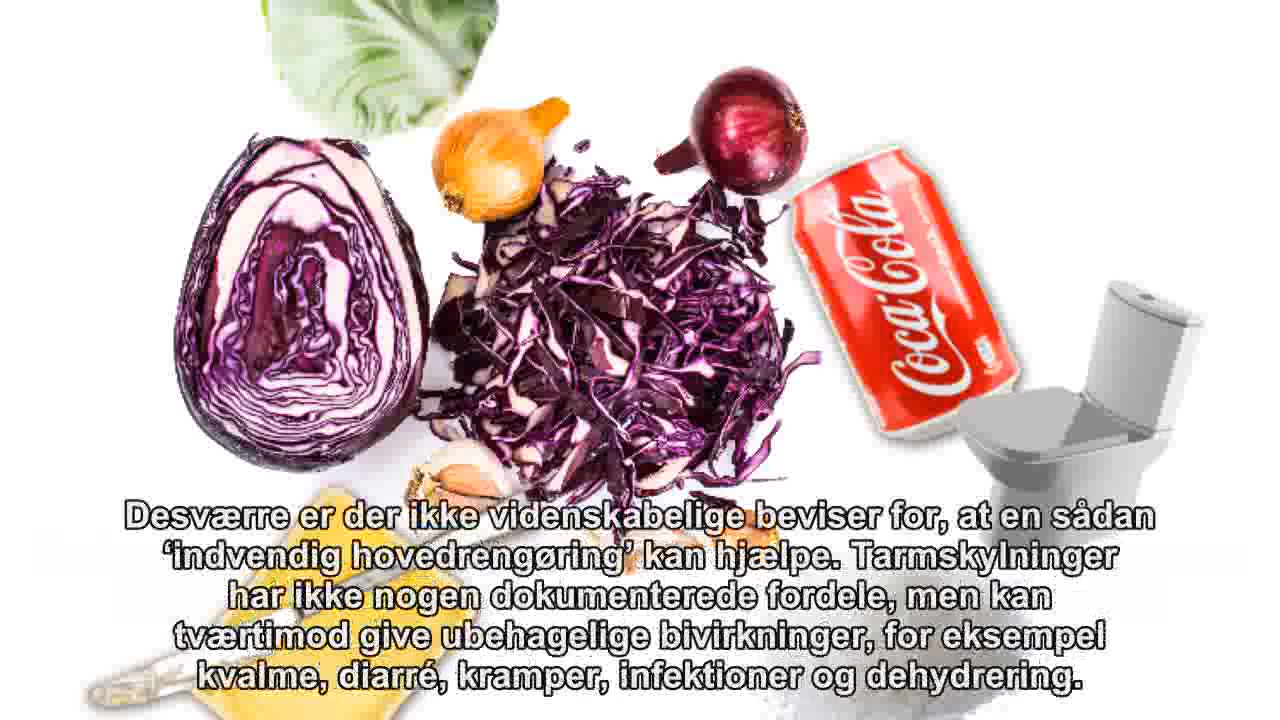 Coca-Cola
Desværre er der ikke videnskabelige beviser for, at en sådan
‘indvendig hovedrengøring’ kan hjælpe. Tarmskylninger
har ikke nogen dokumenterede fordele, men kan
tværtimod give ubehagelige bivirkninger, for eksempel
kvalme, diarré, kramper, infektioner og dehydrering.